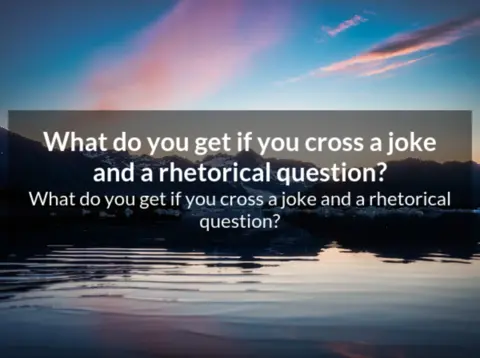 What do you get if you cross a joke
and a rhetorical question?
What do you get if you cross a joke and a rhetorical
question?